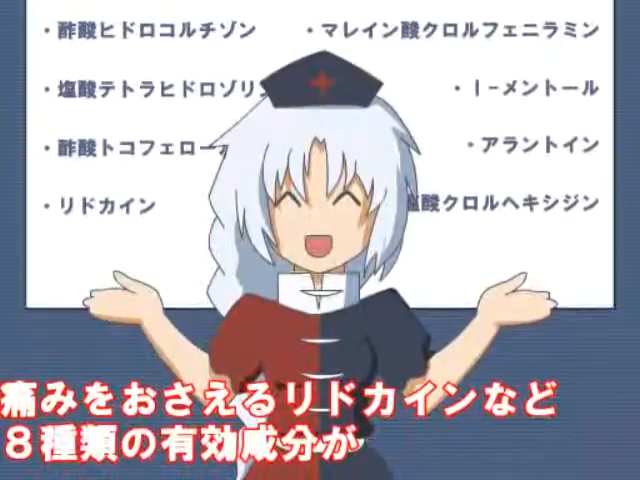 ・酢酸ヒドロコルチゾン
・マレイン酸クロルフェニラミン
・塩酸テトラヒドロゾリ
・l-メントール
・酢酸トコフェロー
・アラントイン
・リドカイン
塩酸クロルヘキシジン
痛みをおさえるリドカインなど
８種類の有効成分が